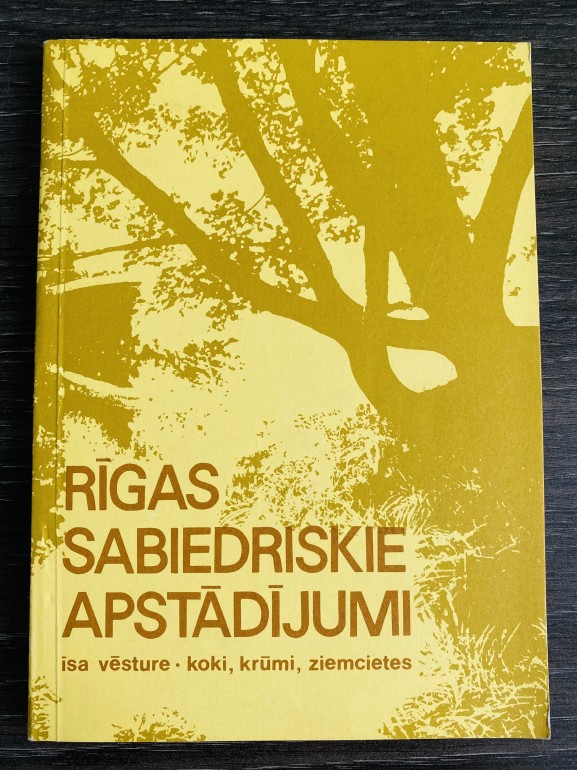 RĪGAS
SABIEDRISKIE
APSTĀDĪJUMI
īsa vēsture • koki, krūmi, ziemcietes